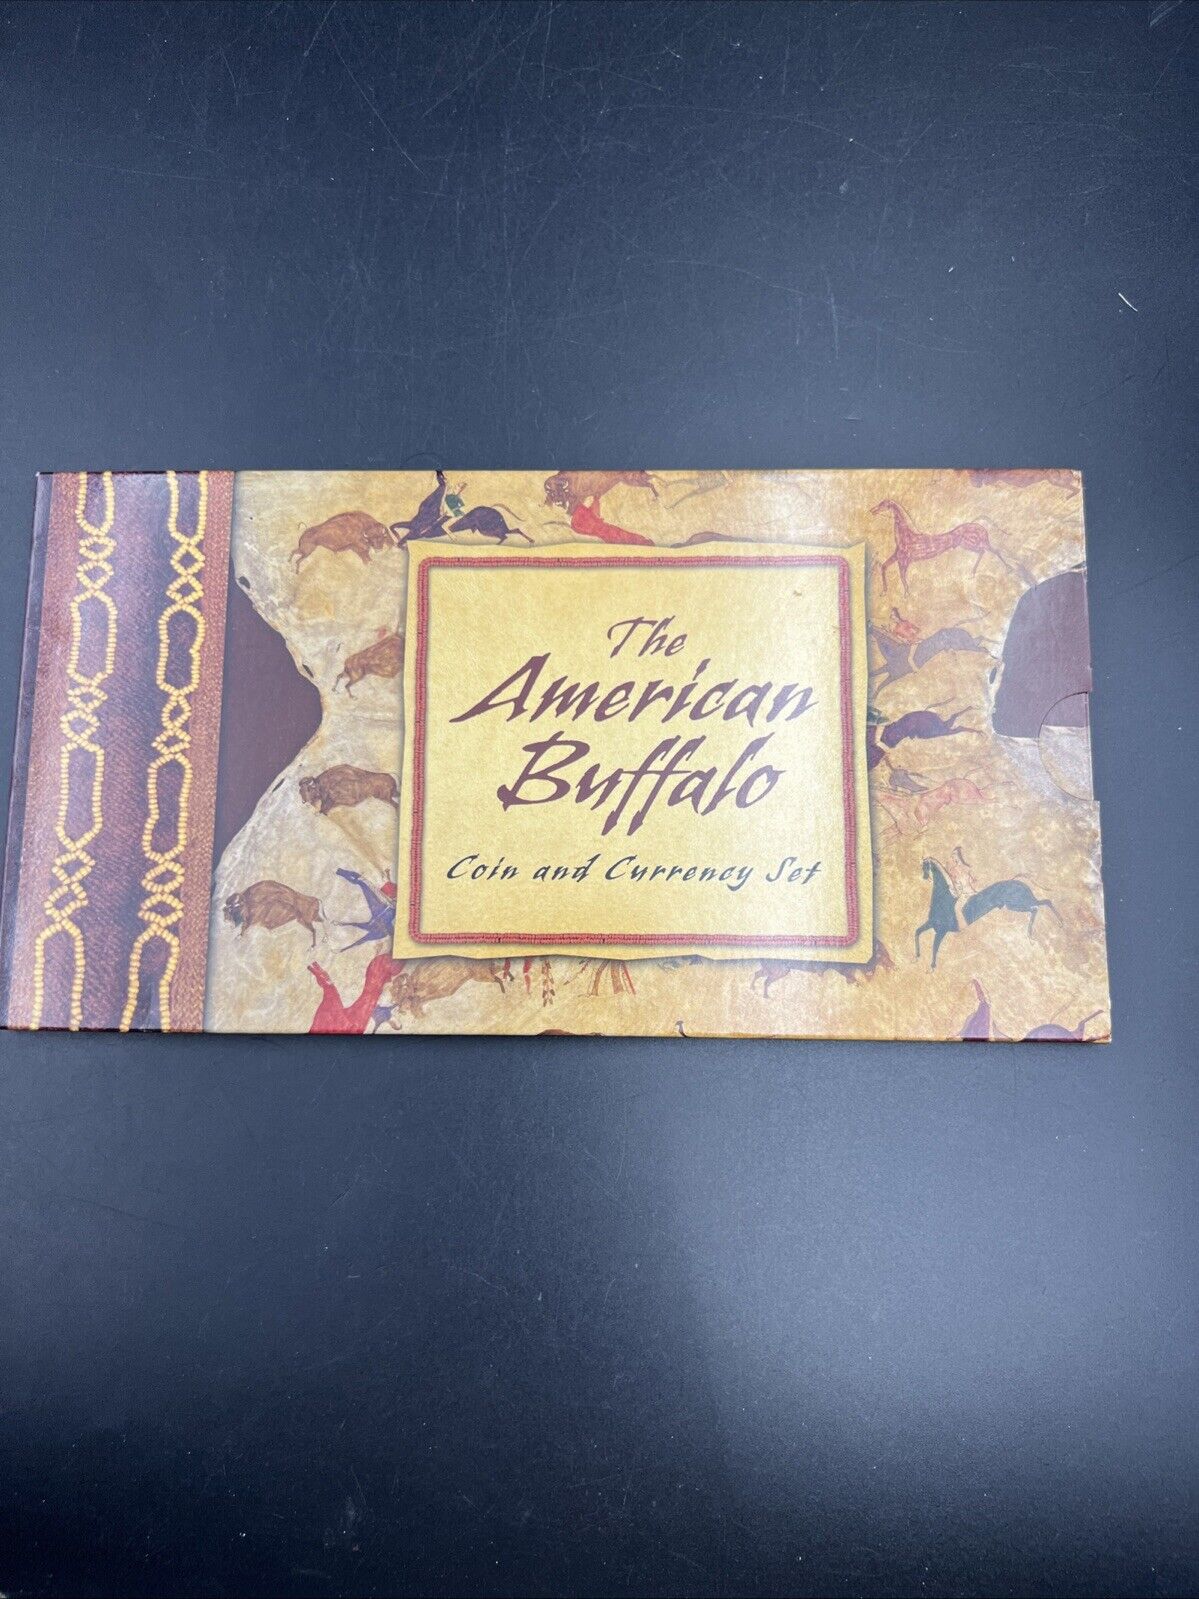 The
American
Buffalo
Coin and Currency Set